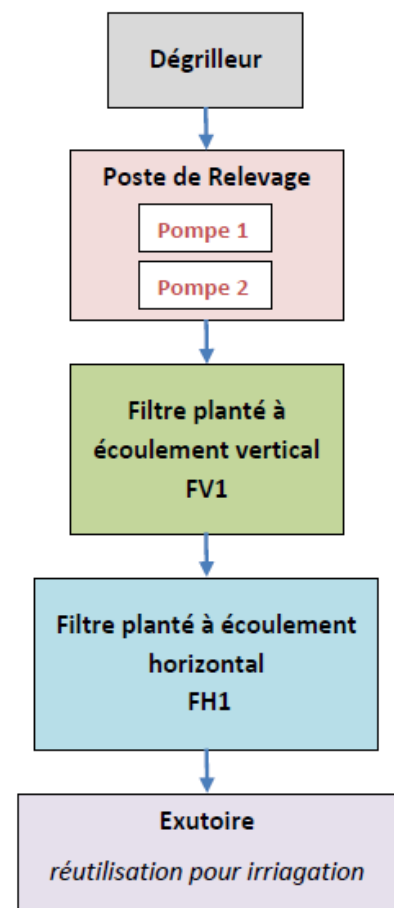 Dégrilleur
Poste de Relevage
Pompe 1
Pompe 2
Filtre planté à
écoulement vertical
FV1
Filtre planté à écoulement
horizontal
FH1
Exutoire
réutilisation pour irriagation